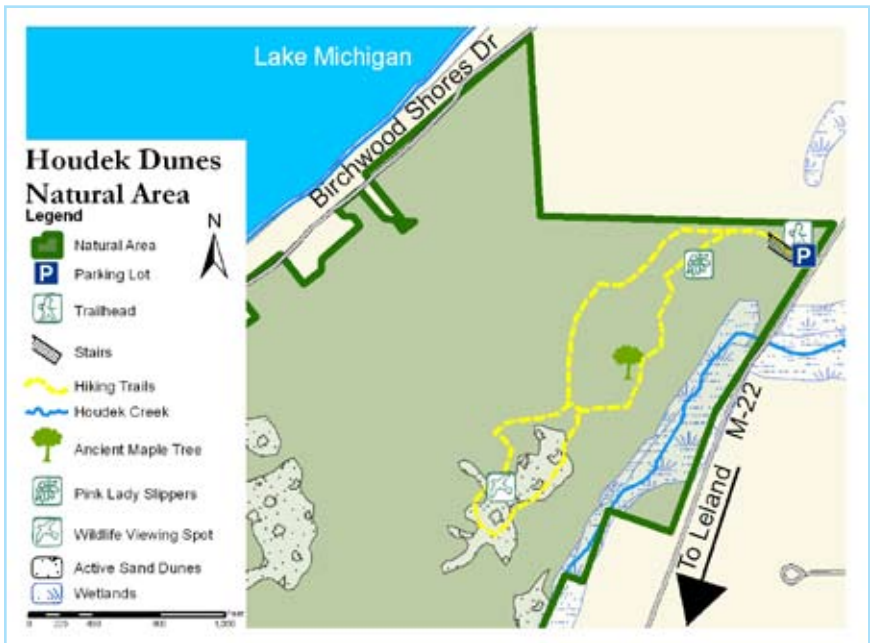 Lake Michigan
Birchwood Shores Dr
Houdek Dunes
Natural Area
Legend
N
Natural Area
P
Parking Lot
Trailhead
Stairs
Hiking Trails
Houdek Creek
Ancient Maple Tree
Pink Lady Slippers
Wildlife Viewing Spot
Active Sand Dunes
Wetlands
P
M-22
To Leland